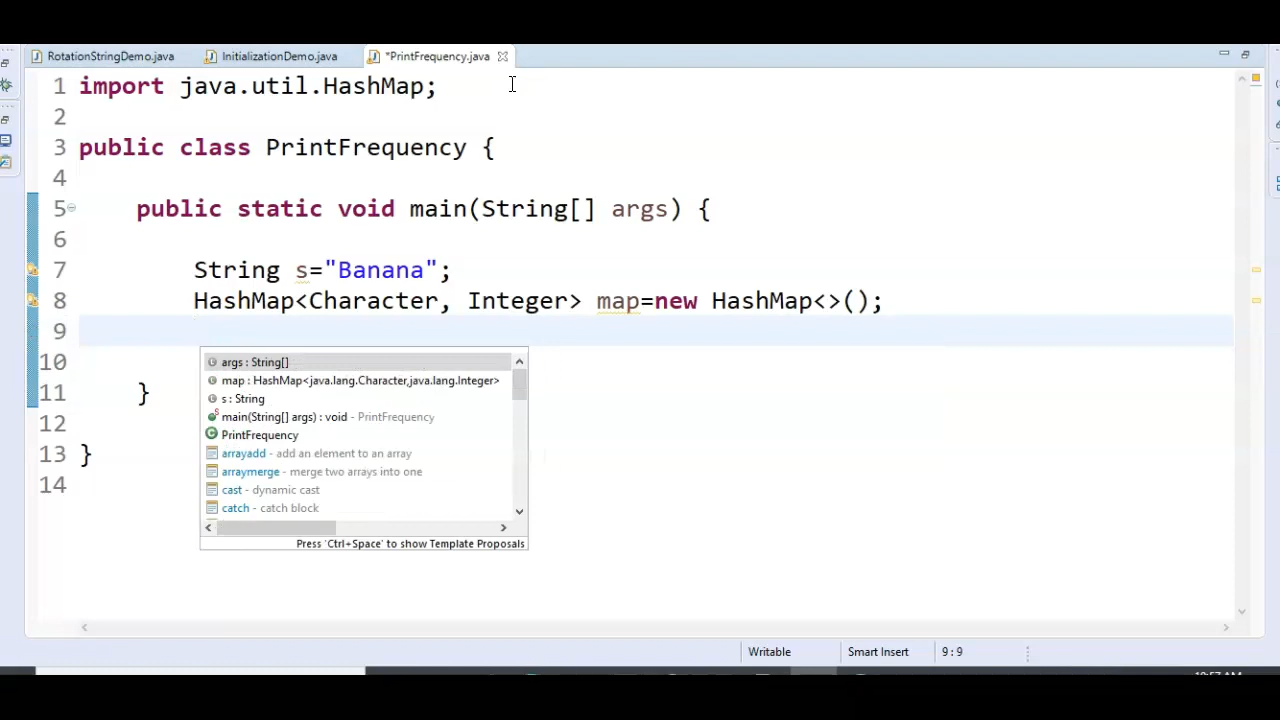 RotationStringDemo.java InitializationDemo.java *PrintFrequency.java
1 import java.util.HashMap;
2
3 public class PrintFrequency {
4
5 public static void main(String[] args) {
6
7 String s="Banana";
8 HashMap<Character, Integer> map=new HashMap<>();
9
10
args : String[]
map : HashMap<java.lang.Character,java.lang.Integer>
11 }
s : String
main(String[] args) : void - PrintFrequency
12
PrintFrequency
13 }
arrayadd - add an element to an array
arraymerge - merge two arrays into one
14
cast - dynamic cast
catch - catch block
Press 'Ctrl+Space' to show Template Proposals
Writable Smart Insert 9 : 9